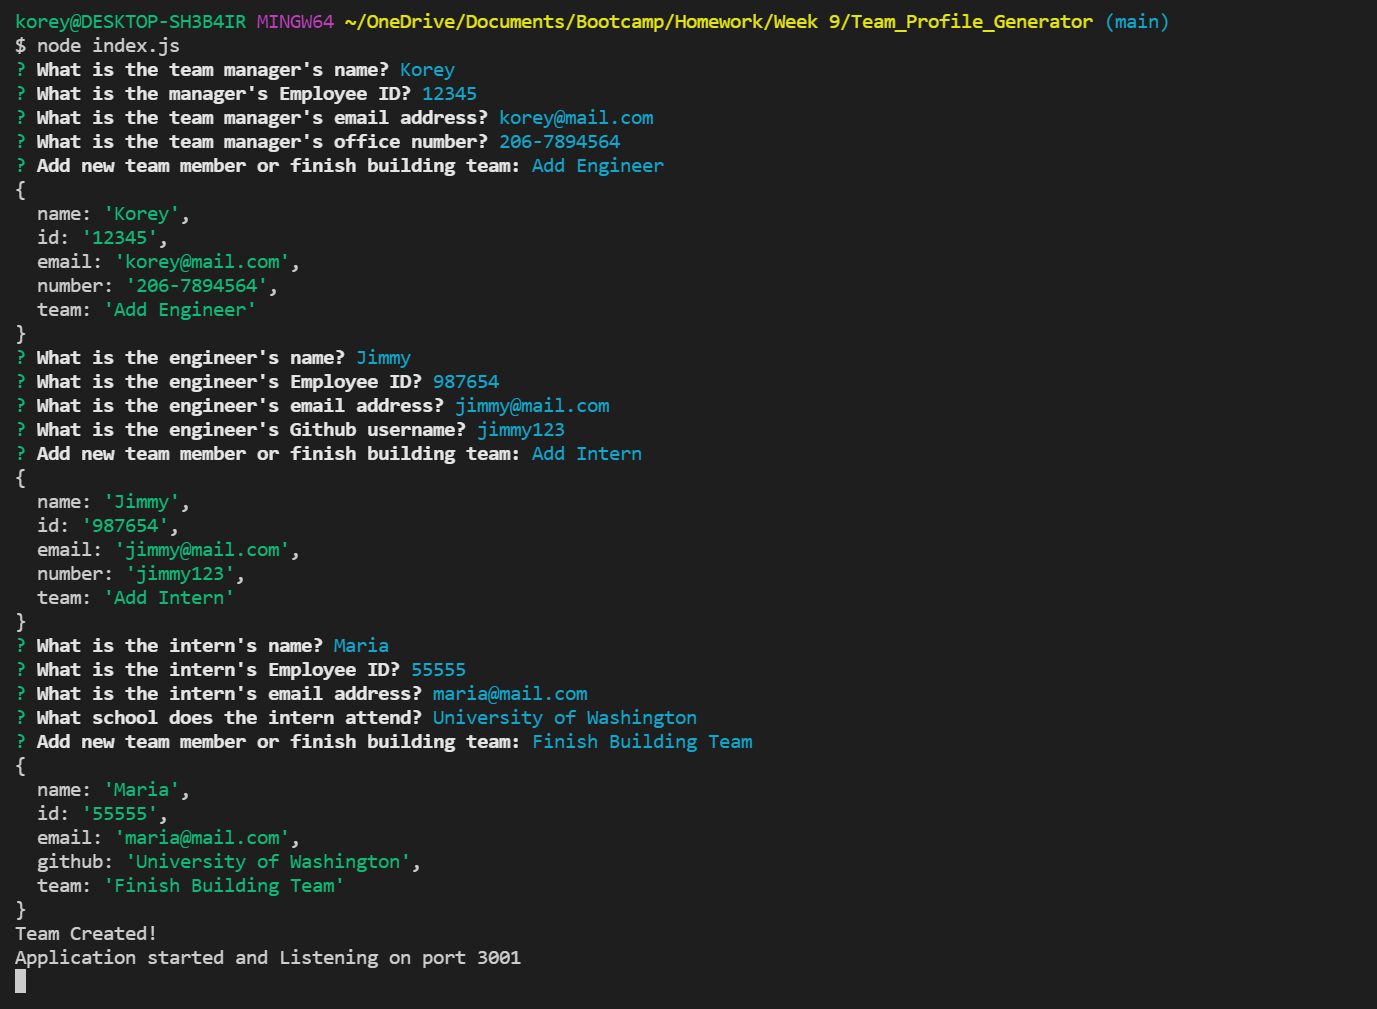 korey@DESKTOP-SH3B4IR MINGW64 ~/OneDrive/Documents/Bootcamp/Homework/Week 9/Team_Profile_Generator (main)
$ node index.js
? What is the team manager's name? Korey
? What is the manager's Employee ID? 12345
? What is the team manager's email address? korey@mail.com
? What is the team manager's office number? 206-7894564
? Add new team member or finish building team: Add Engineer
{
  name: 'Korey',
  id: '12345',
  email: 'korey@mail.com',
  number: '206-7894564',
  team: 'Add Engineer'
}
? What is the engineer's name? Jimmy
? What is the engineer's Employee ID? 987654
? What is the engineer's email address? jimmy@mail.com
? What is the engineer's Github username? jimmy123
? Add new team member or finish building team: Add Intern
{
  name: 'Jimmy',
  id: '987654',
  email: 'jimmy@mail.com',
  number: 'jimmy123',
  team: 'Add Intern'
}
? What is the intern's name? Maria
? What is the intern's Employee ID? 55555
? What is the intern's email address? maria@mail.com
? What school does the intern attend? University of Washington
? Add new team member or finish building team: Finish Building Team
{
  name: 'Maria',
  id: '55555',
  email: 'maria@mail.com',
  github: 'University of Washington',
  team: 'Finish Building Team'
}
Team Created!
Application started and Listening on port 3001